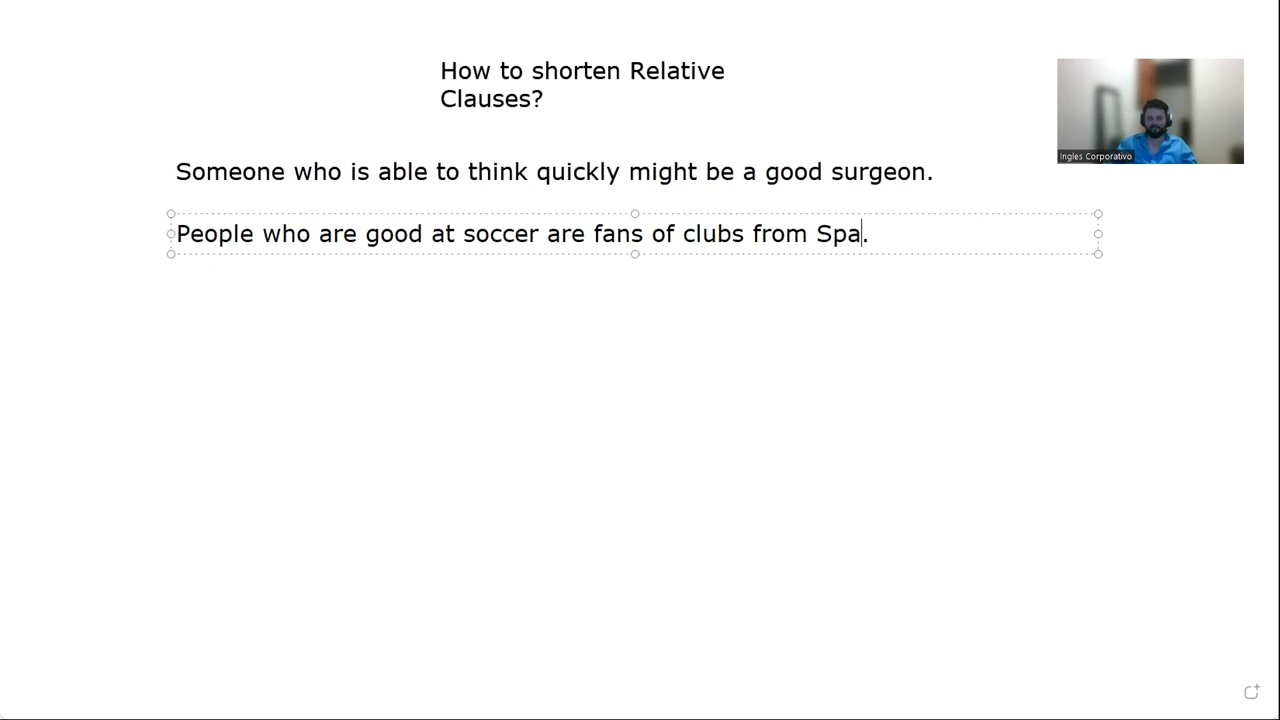 How to shorten Relative
Clauses?
Ingles Corporativo
Someone who is able to think quickly might be a good surgeon.
People who are good at soccer are fans of clubs from Spa.